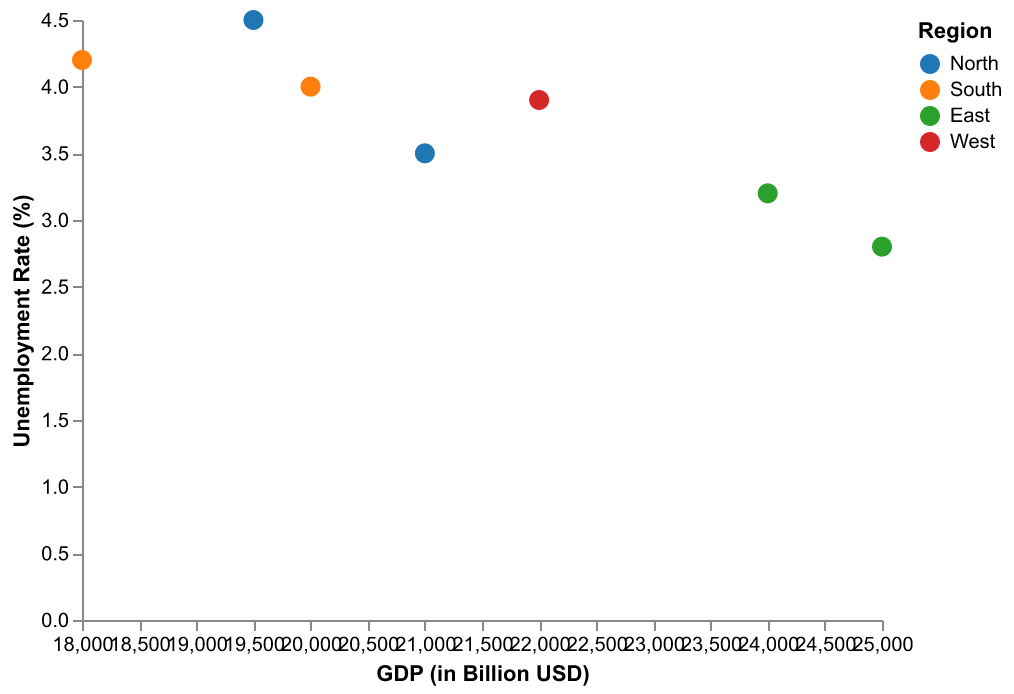 4.5
4.0
3.5
3.0
2.5
2.0
1.5
1.0
0.5
0.0
Unemployment Rate (%)
18,000 18,500 19,000 19,500 20,000 20,500 21,000 21,500 22,000 22,500 23,000 23,500 24,000 24,500 25,000
GDP (in Billion USD)
Region
North
South
East
West